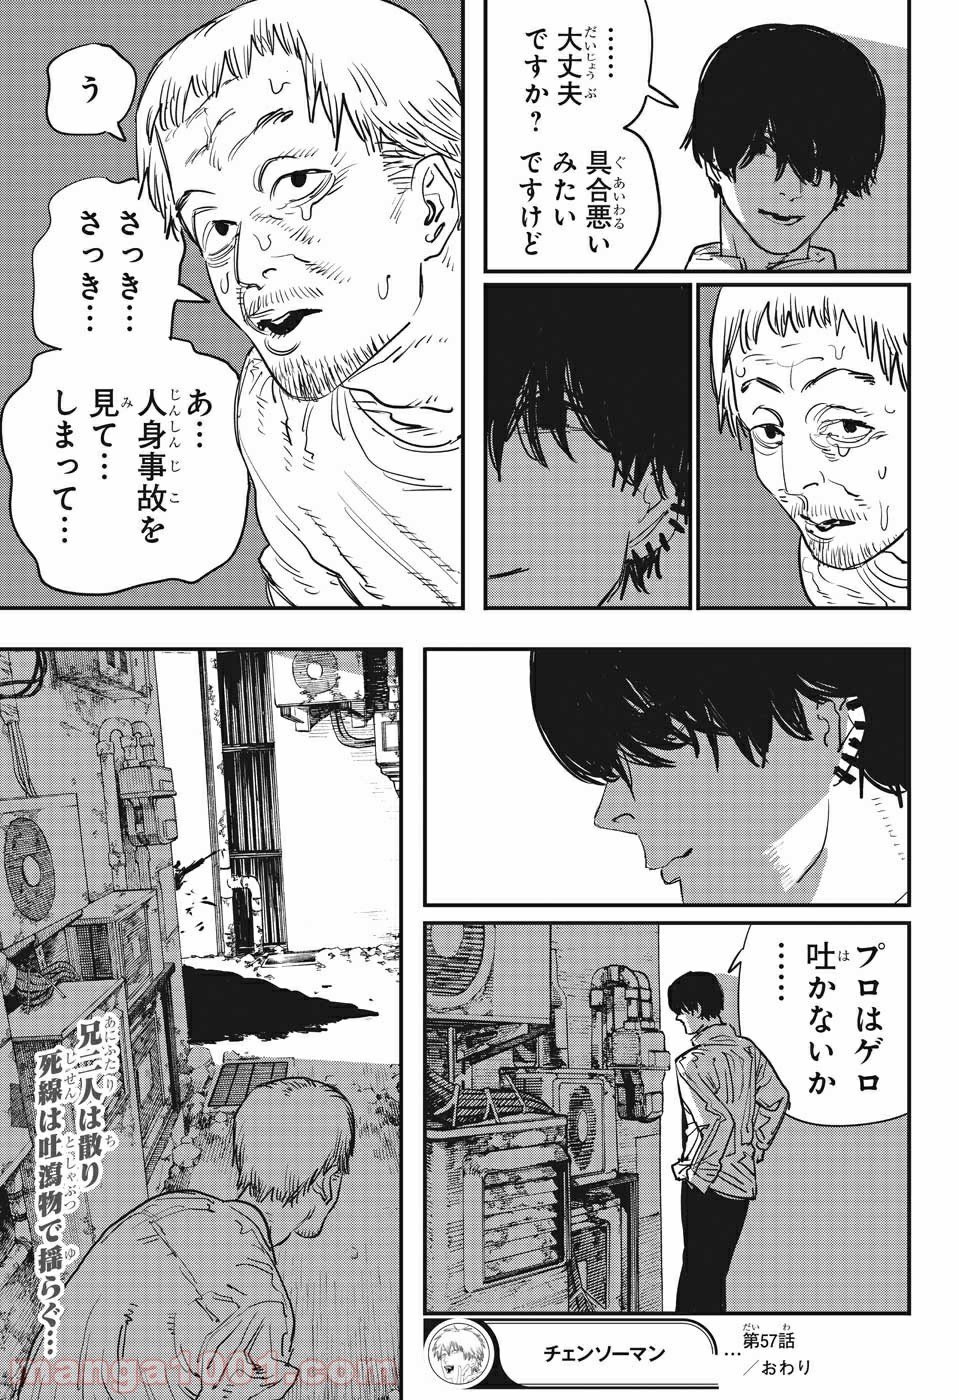 ……
大丈夫
ですか?
具合悪い
みたい
ですけど
う
さっき…
さっき…
あ…
人身事故を
見て…
しまって…
プロはゲロ
吐かないか
……
兄二人は散り
死線は吐瀉物で揺らぐ…
チェンソーマン
…第57話
／おわり
manga1001.com